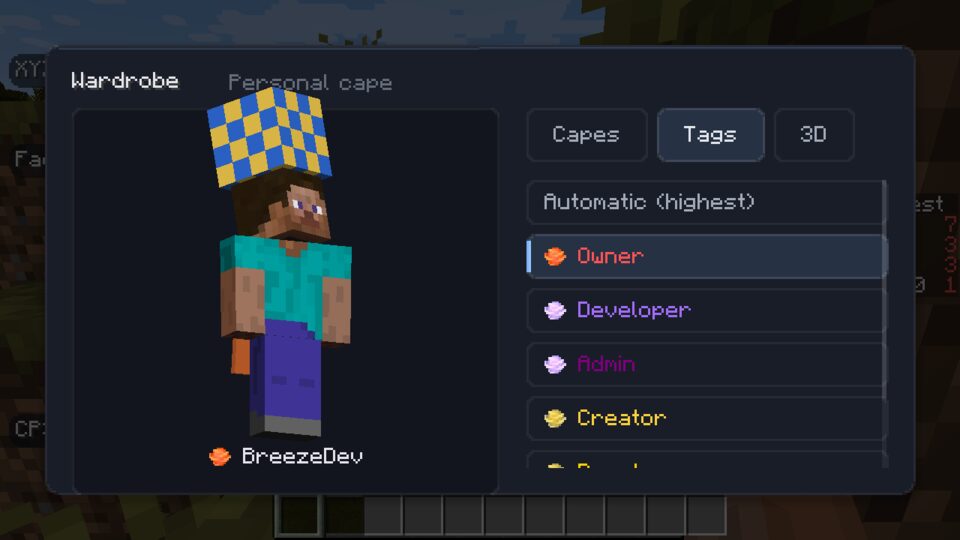 Wardrobe
Personal cape
Capes
Tags
3D
Automatic (highest)
Owner
Developer
Admin
Creator
BreezeDev